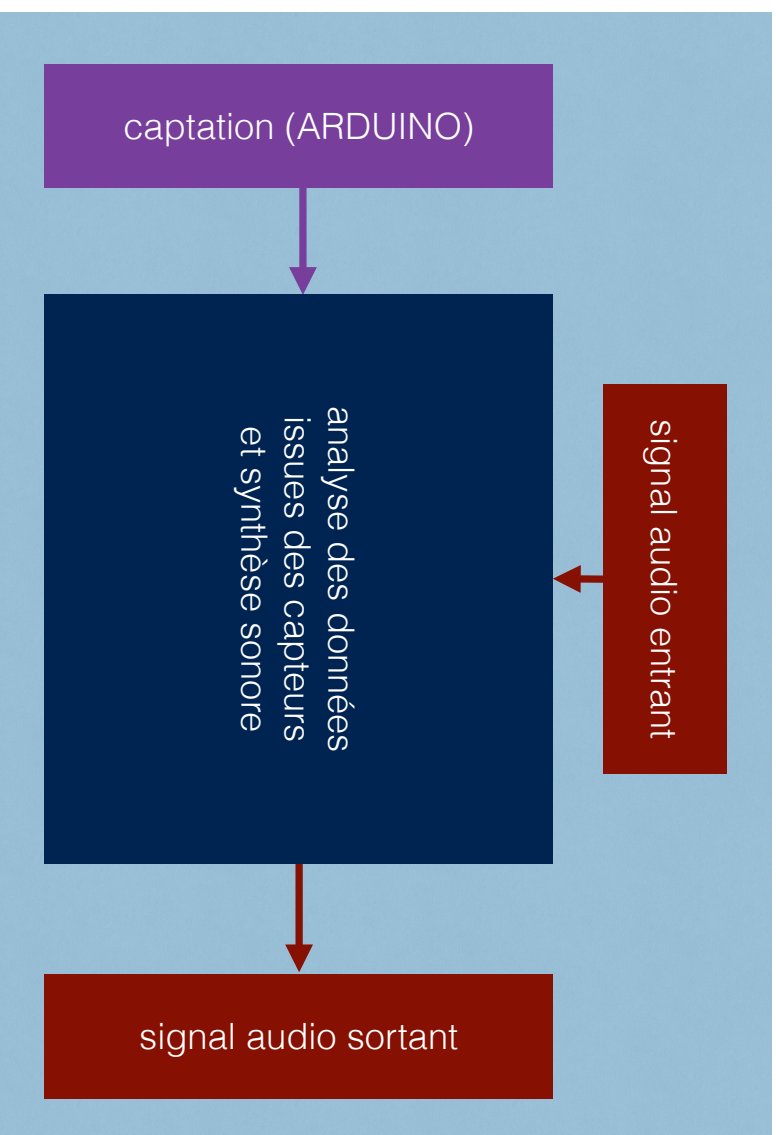 captation (ARDUINO)
analyse des données
issues des capteurs
et synthèse sonore
signal audio entrant
signal audio sortant